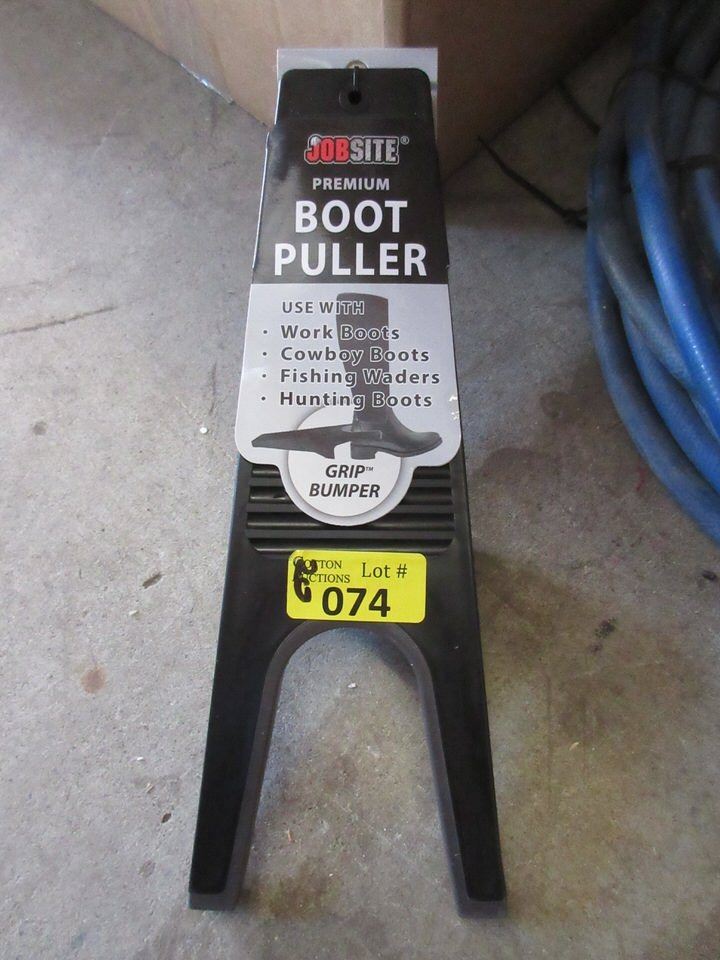 JOBSITE®
PREMIUM
BOOT
PULLER
USE WITH
· Work Boots
· Cowboy Boots
· Fishing Waders
· Hunting Boots
GRIP™
BUMPER
Lot #
074